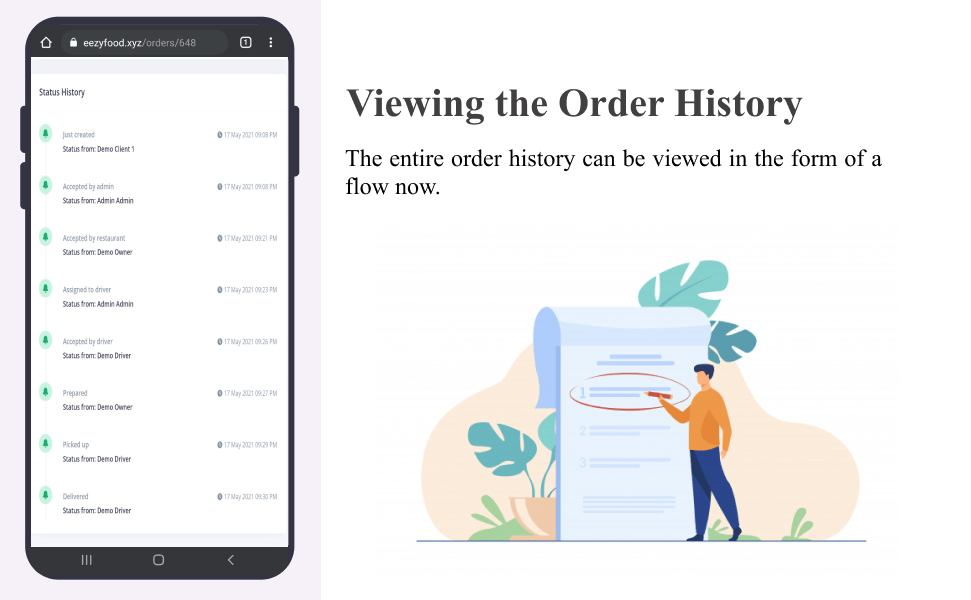 eezyfood.xyz/orders/648
1
Status History
Just created
17 May 2021 09:08 PM
Status from: Demo Client 1
Accepted by admin
17 May 2021 09:08 PM
Status from: Admin Admin
Accepted by restaurant
17 May 2021 09:21 PM
Status from: Demo Owner
Assigned to driver
17 May 2021 09:23 PM
Status from: Admin Admin
Accepted by driver
17 May 2021 09:26 PM
Status from: Demo Driver
Prepared
17 May 2021 09:27 PM
Status from: Demo Owner
Picked up
17 May 2021 09:29 PM
Status from: Demo Driver
Delivered
17 May 2021 09:30 PM
Status from: Demo Driver
Viewing the Order History
The entire order history can be viewed in the form of a
flow now.
1
2
3